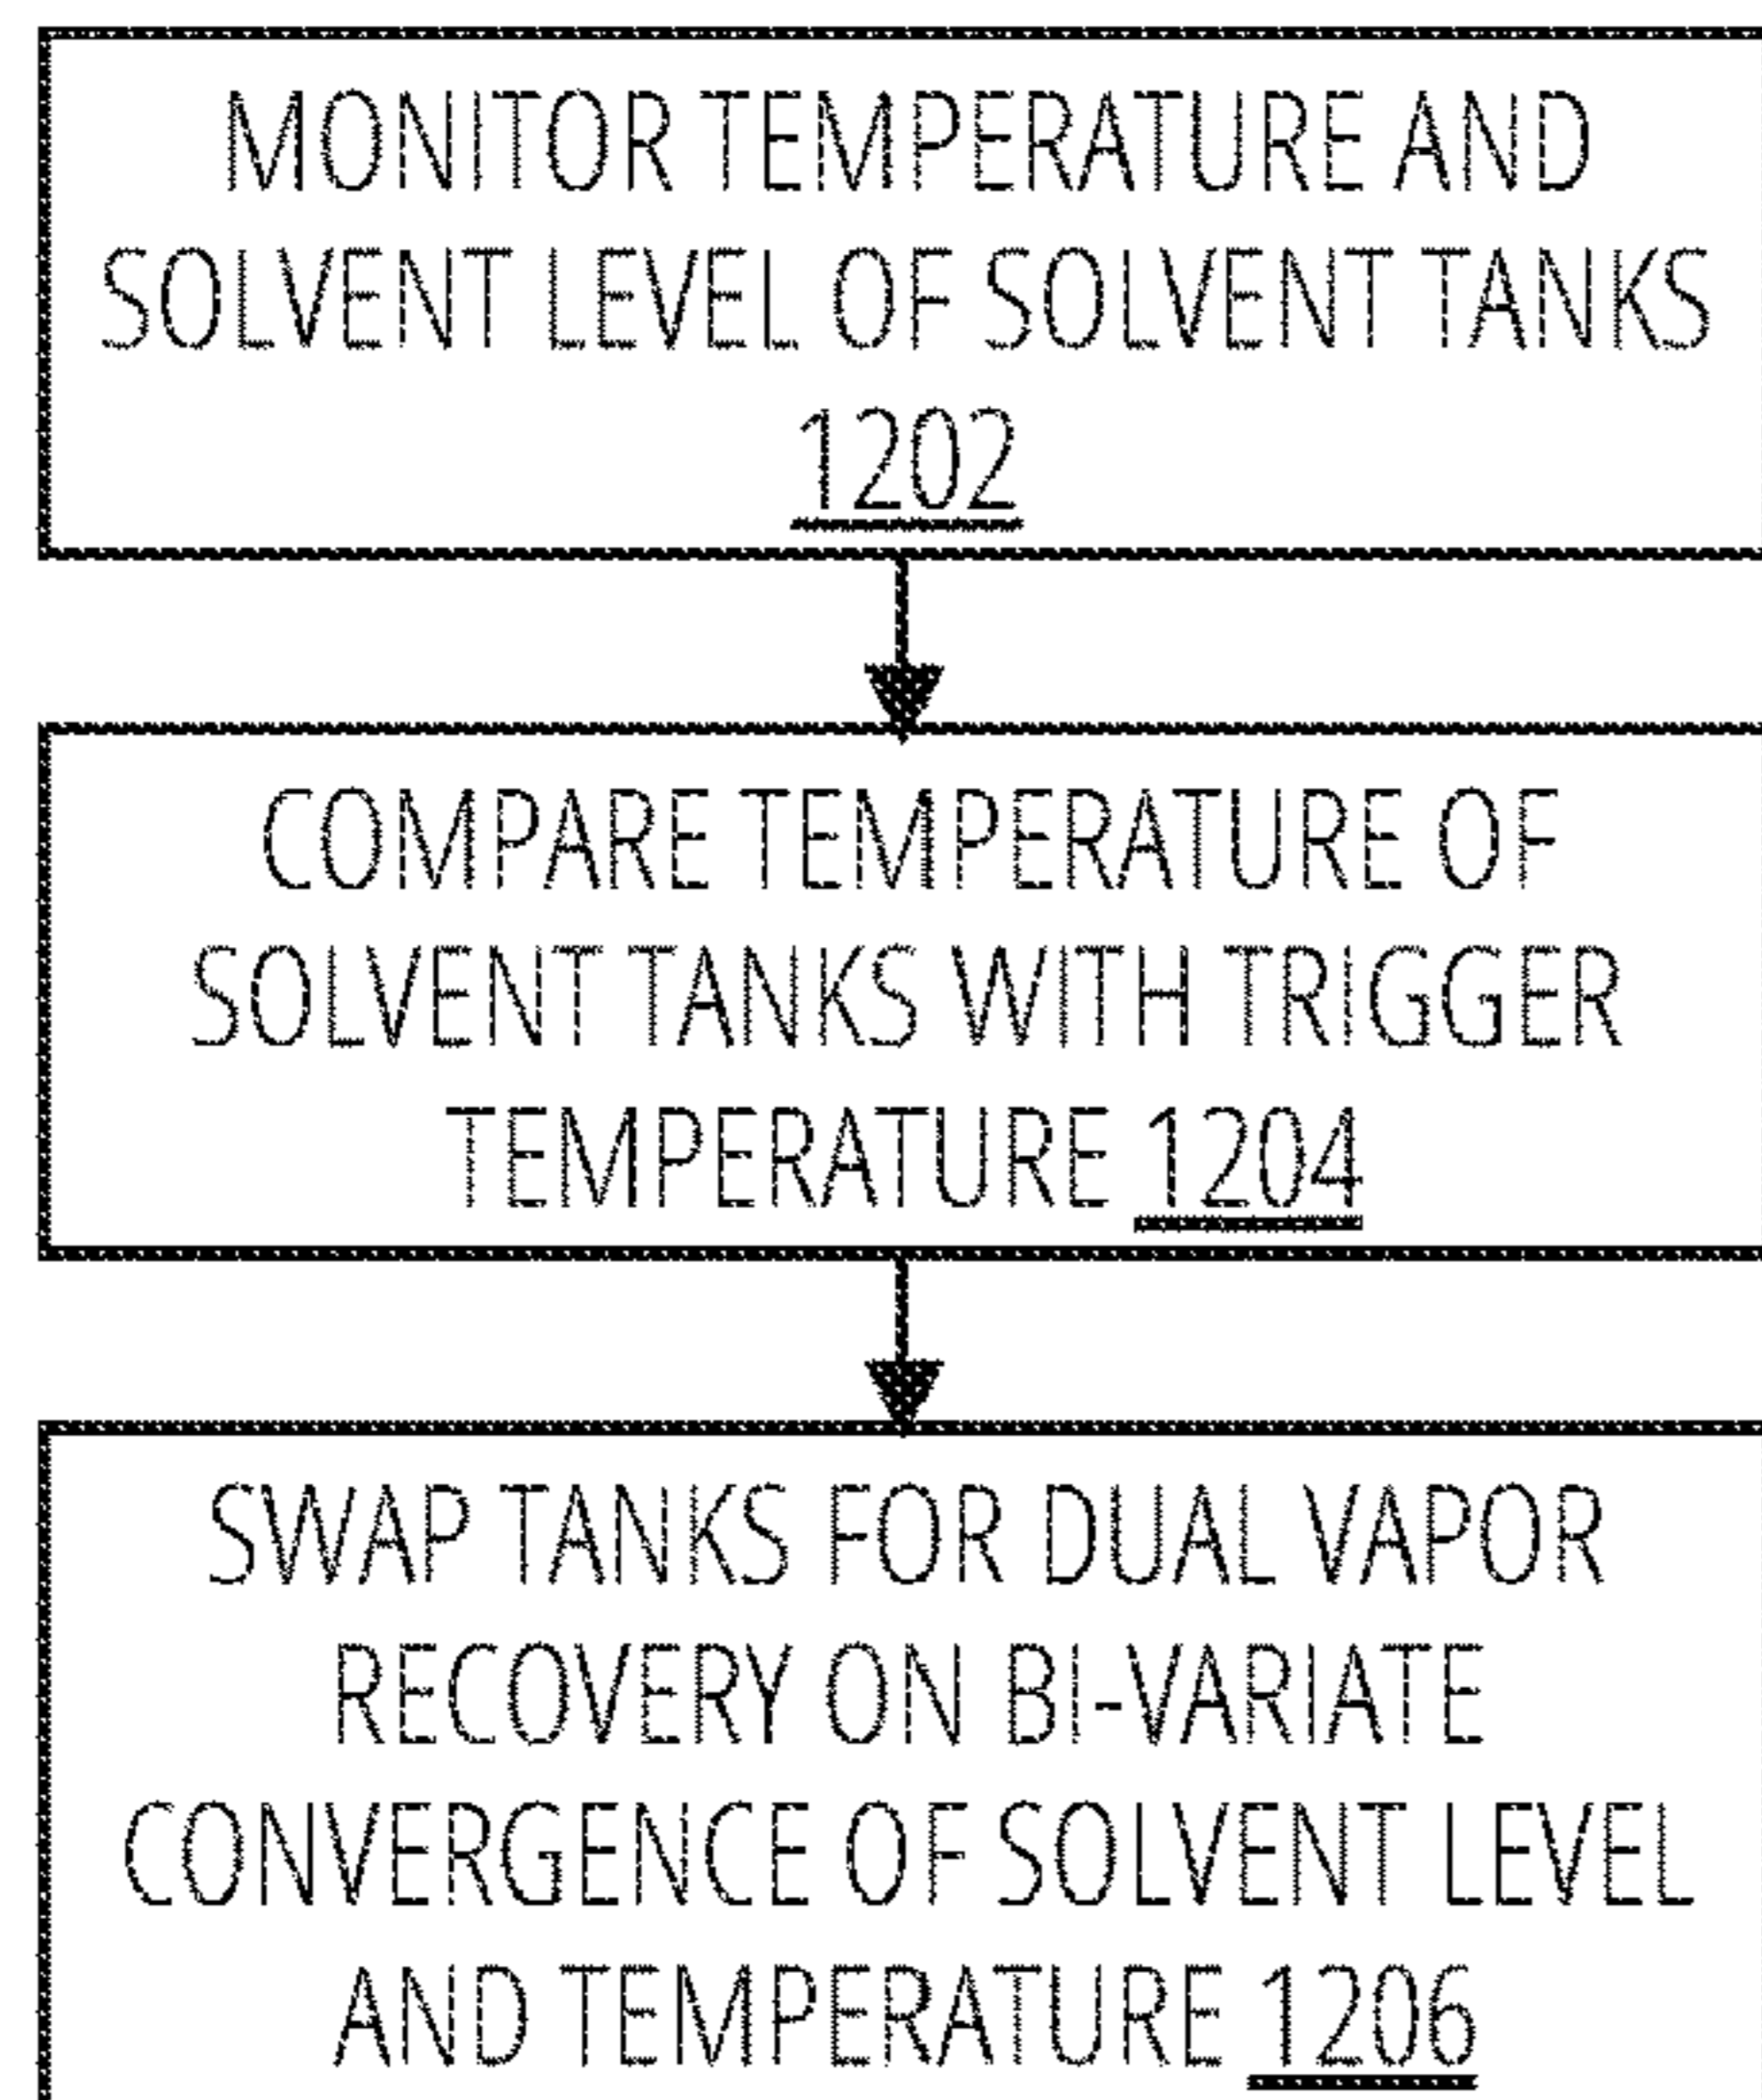 MONITOR TEMPERATURE AND
SOLVENT LEVEL OF SOLVENT TANKS
1202
COMPARE TEMPERATURE OF
SOLVENT TANKS WITH TRIGGER
TEMPERATURE 1204
SWAP TANKS FOR DUAL VAPOR
RECOVERY ON BI-VARIATE
CONVERGENCE OF SOLVENT LEVEL
AND TEMPERATURE 1206